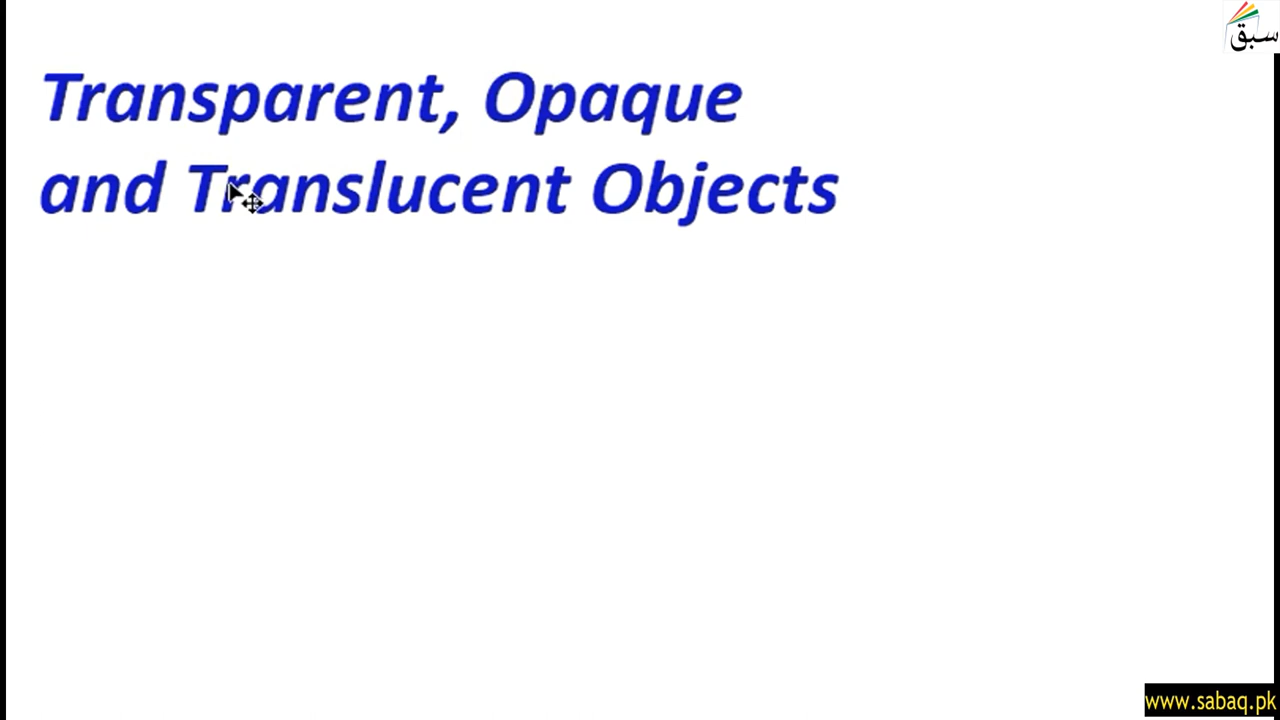 سبق
Transparent, Opaque
and Translucent Objects
www.sabaq.pk